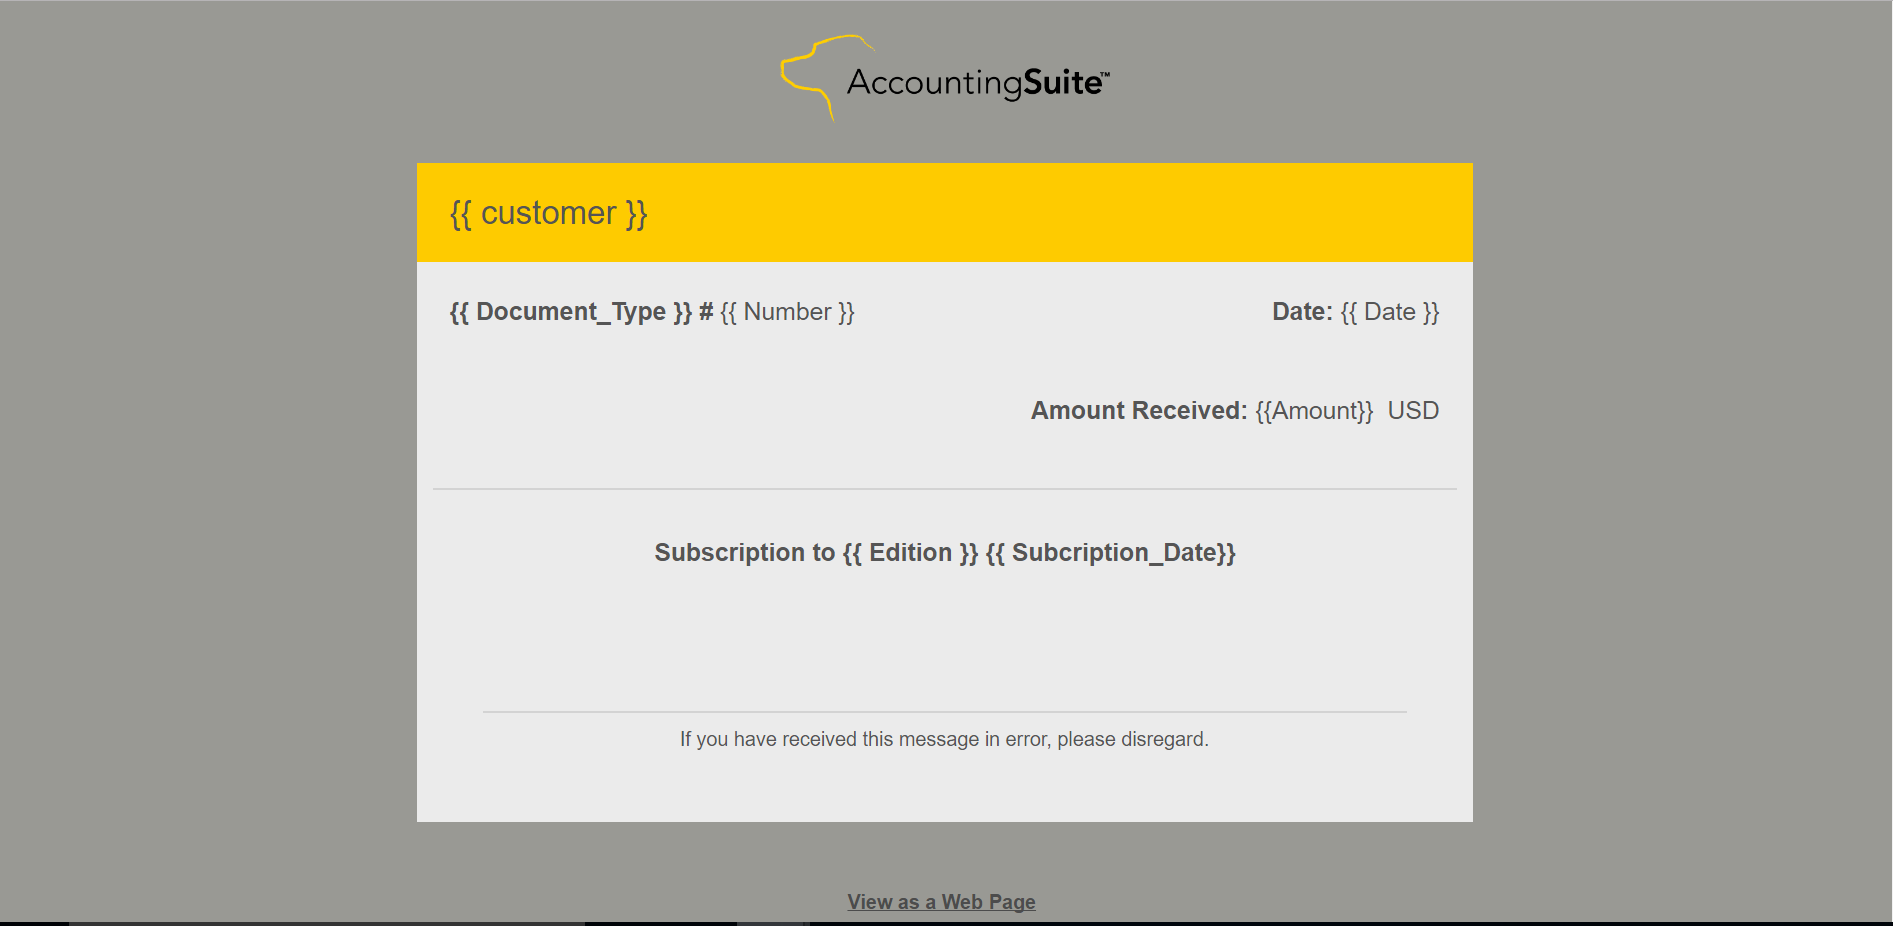 AccountingSuite™
{{ customer }}
{{ Document_Type }} # {{ Number }} Date: {{ Date }}
Amount Received: {{Amount}} USD
Subscription to {{ Edition }} {{ Subcription_Date}}
If you have received this message in error, please disregard.
View as a Web Page